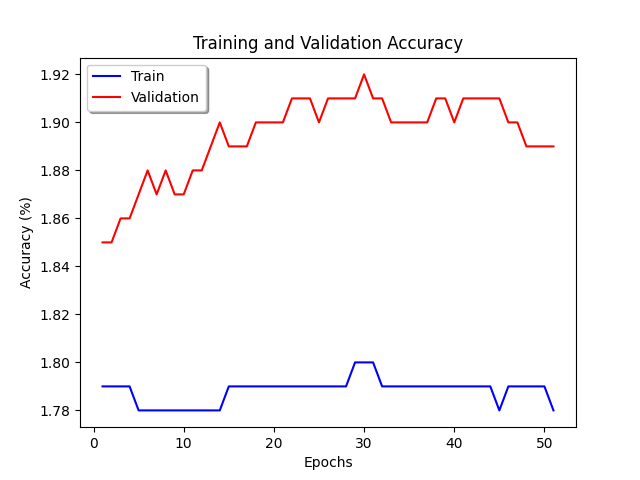 Training and Validation Accuracy
Train
Validation
Accuracy (%)
1.92
1.90
1.88
1.86
1.84
1.82
1.80
1.78
0 10 20 30 40 50
Epochs